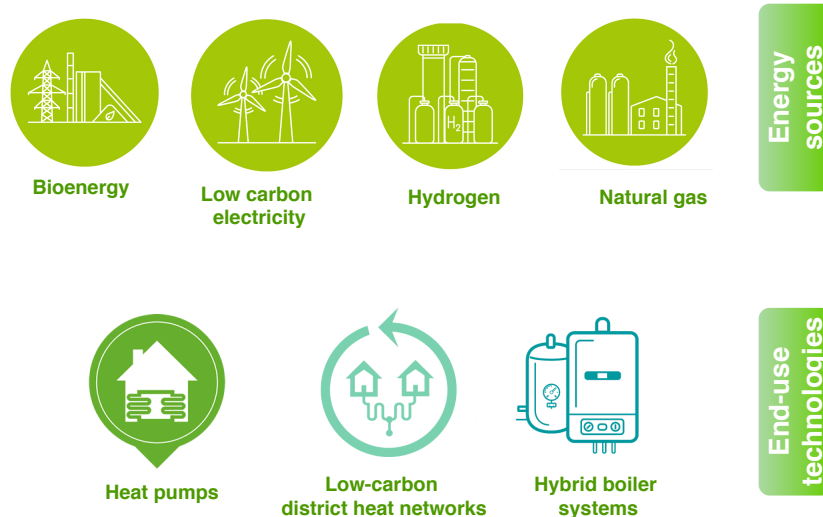 Energy
sources
H2
Bioenergy
Low carbon
electricity
Hydrogen
Natural gas
End-use
technologies
Heat pumps
Low-carbon
district heat networks
Hybrid boiler
systems